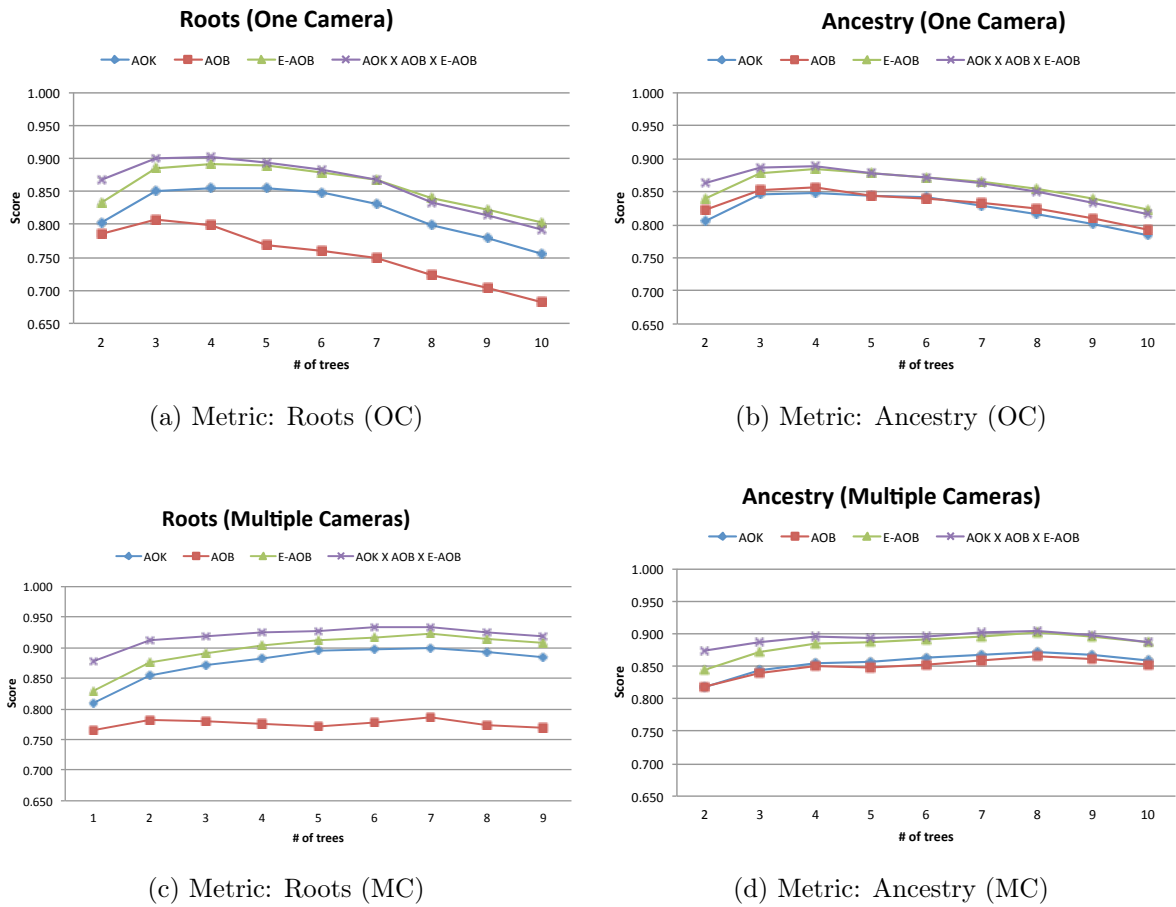 Roots (One Camera)
AOK AOB E-AOB AOK X AOB X E-AOB
1.000
0.950
0.900
0.850
0.800
0.750
0.700
0.650
Score
2 3 4 5 6 7 8 9 10
# of trees
(a) Metric: Roots (OC)
Ancestry (One Camera)
AOK AOB E-AOB AOK X AOB X E-AOB
1.000
0.950
0.900
0.850
0.800
0.750
0.700
0.650
Score
2 3 4 5 6 7 8 9 10
# of trees
(b) Metric: Ancestry (OC)
Roots (Multiple Cameras)
AOK AOB E-AOB AOK X AOB X E-AOB
1.000
0.950
0.900
0.850
0.800
0.750
0.700
0.650
Score
1 2 3 4 5 6 7 8 9
# of trees
(c) Metric: Roots (MC)
Ancestry (Multiple Cameras)
AOK AOB E-AOB AOK X AOB X E-AOB
1.000
0.950
0.900
0.850
0.800
0.750
0.700
0.650
Score
2 3 4 5 6 7 8 9 10
# of trees
(d) Metric: Ancestry (MC)